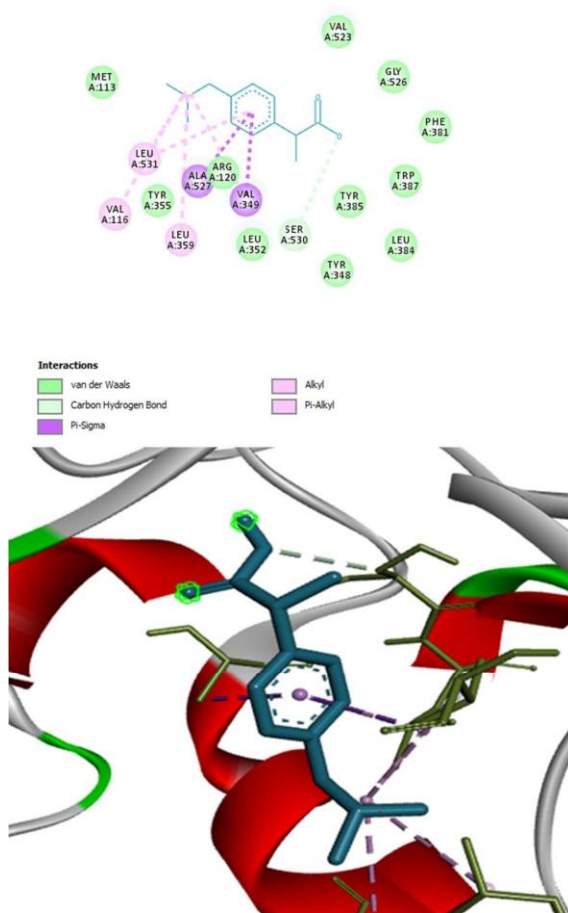 VAL
A:523
MET
A:113
GLY
A:526
PHE
A:381
LEU
A:531
ALA
A:527
ARG
A:120
TRP
A:387
VAL
A:116
TYR
A:355
VAL
A:349
TYR
A:385
LEU
A:359
LEU
A:352
SER
A:530
LEU
A:384
TYR
A:348
Interactions
van der Waals
Carbon Hydrogen Bond
Pi-Sigma
Alkyl
Pi-Alkyl